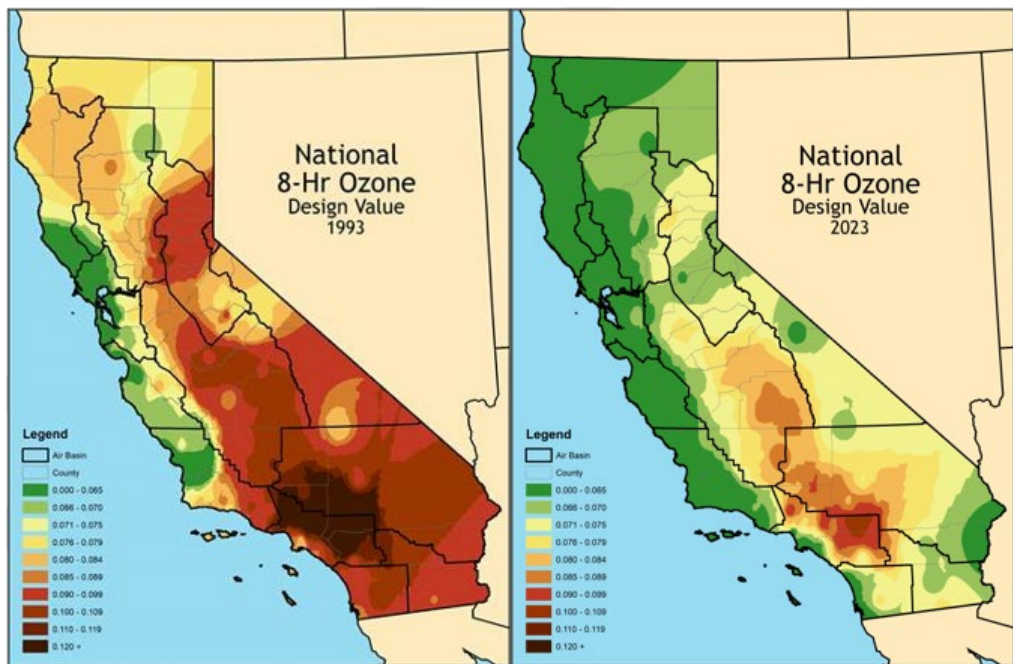 National
8-Hr Ozone
Design Value
1993
Legend
Air Basin
County
0.000 - 0.065
0.066 - 0.070
0.071 - 0.075
0.076 - 0.079
0.080 - 0.084
0.085 - 0.089
0.090 - 0.099
0.100 - 0.109
0.110 - 0.119
0.120 +
National
8-Hr Ozone
Design Value
2023
Legend
Air Basin
County
0.000 - 0.065
0.066 - 0.070
0.071 - 0.075
0.076 - 0.079
0.080 - 0.084
0.085 - 0.089
0.090 - 0.099
0.100 - 0.109
0.110 - 0.119
0.120 +